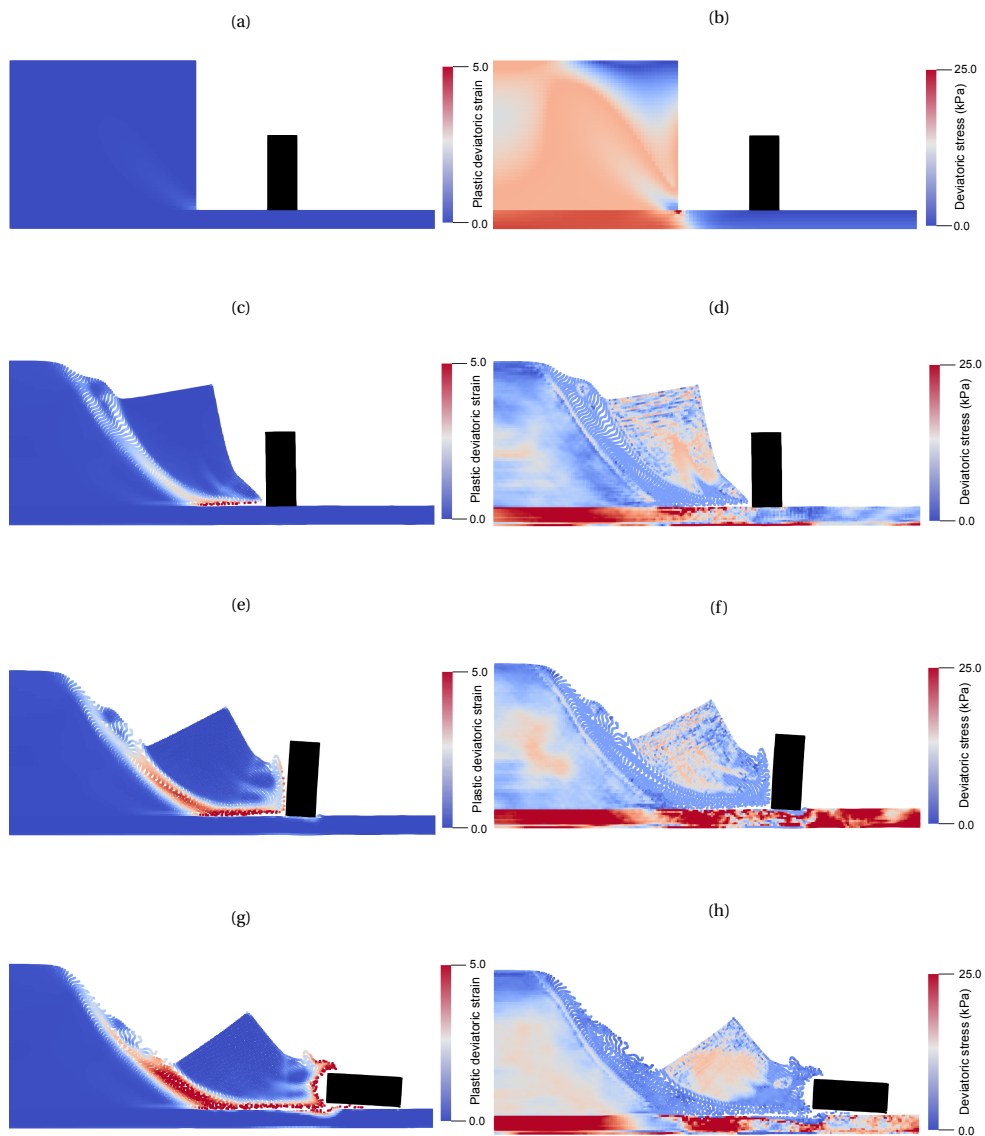 (a)
(b)
5.0
Plastic deviatoric strain
0.0
25.0
Deviatoric stress (kPa)
0.0
(c)
(d)
5.0
Plastic deviatoric strain
0.0
25.0
Deviatoric stress (kPa)
0.0
(e)
(f)
5.0
Plastic deviatoric strain
0.0
25.0
Deviatoric stress (kPa)
0.0
(g)
(h)
5.0
Plastic deviatoric strain
0.0
25.0
Deviatoric stress (kPa)
0.0